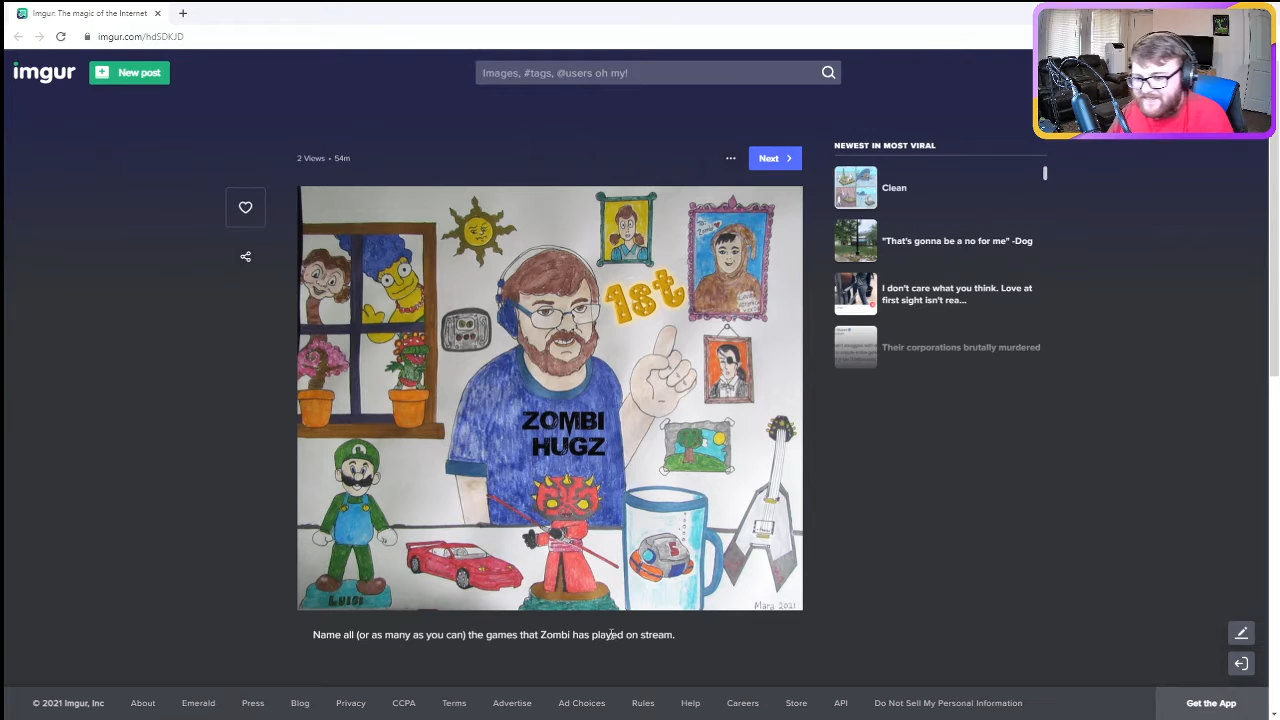 Imgur: The magic of the Internet
imgur.com/hdSDKJD
imgur
New post
Images, #tags, @users oh my!
2 Views • 54m
Next
NEWEST IN MOST VIRAL
Clean
"That's gonna be a no for me" -Dog
I don't care what you think. Love at
first sight isn't rea...
Their corporations brutally murdered
1st
ZOMBI
HUGZ
5
LUIGI
Mary 2021
Name all (or as many as you can) the games that Zombi has played on stream.
© 2021 Imgur, Inc
About
Emerald
Press
Blog
Privacy
CCPA
Terms
Advertise
Ad Choices
Rules
Help
Careers
Store
API
Do Not Sell My Personal Information
Get the App